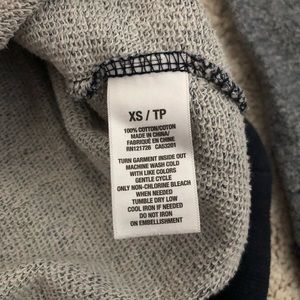 XS / TP
100% COTTON/COTON
MADE IN CHINA/
FABRIQUÉ EN CHINE
RN121726 CA53201
TURN GARMENT INSIDE OUT
MACHINE WASH COLD
WITH LIKE COLORS
GENTLE CYCLE
ONLY NON-CHLORINE BLEACH
WHEN NEEDED
TUMBLE DRY LOW
COOL IRON IF NEEDED
DO NOT IRON
ON EMBELLISHMENT